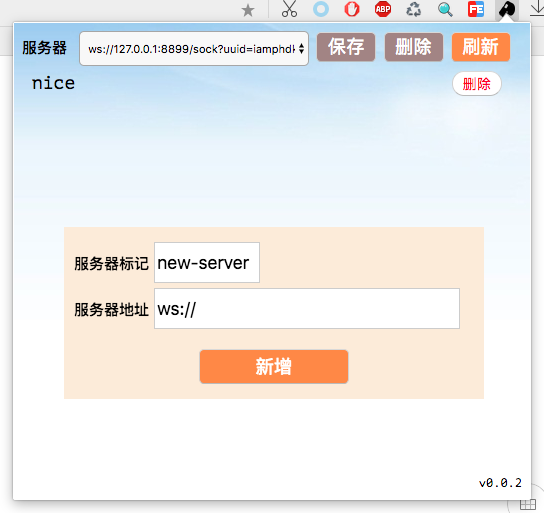 ABP
FE
服务器 ws://127.0.0.1:8899/sock?uuid=iamphd 保存 删除 刷新
nice 删除
服务器标记 new-server
服务器地址 ws://
新增
v0.0.2